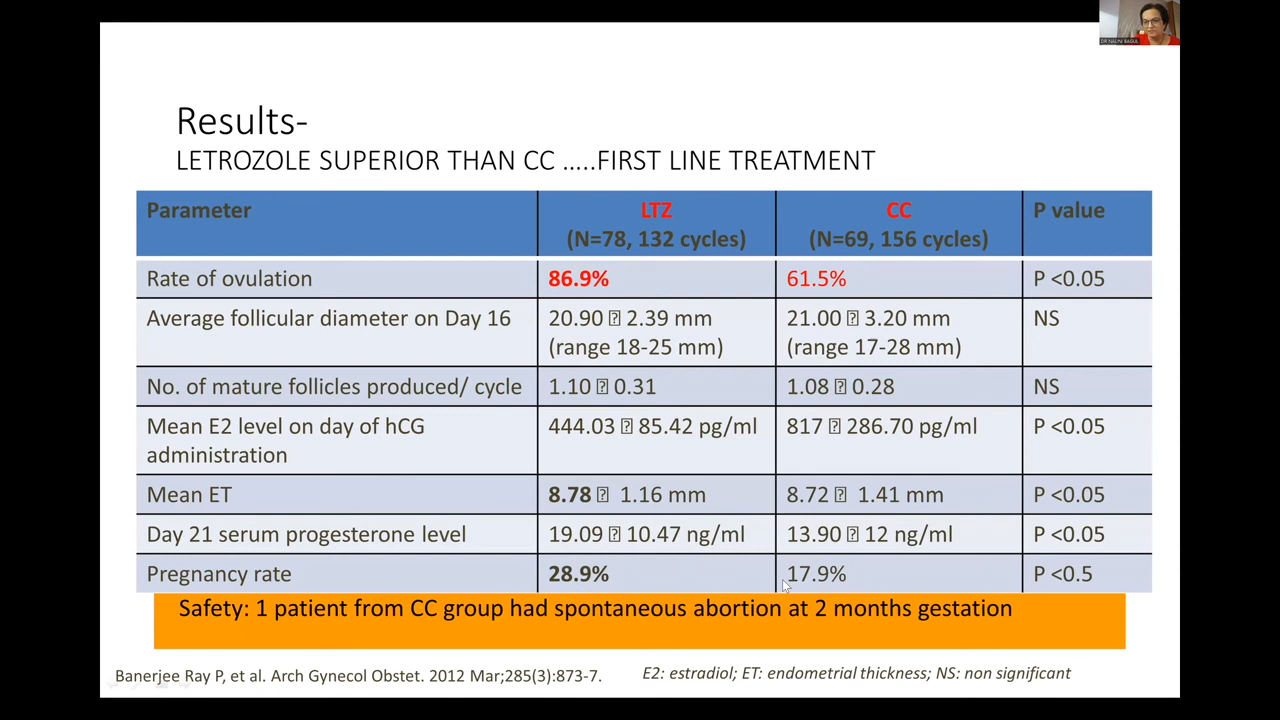 DR NALINI BAGUL
Results-
LETROZOLE SUPERIOR THAN CC …..FIRST LINE TREATMENT
Parameter LTZ (N=78, 132 cycles) CC (N=69, 156 cycles) P value
Rate of ovulation 86.9% 61.5% P <0.05
Average follicular diameter on Day 16 20.90 ⍰ 2.39 mm (range 18-25 mm) 21.00 ⍰ 3.20 mm (range 17-28 mm) NS
No. of mature follicles produced/ cycle 1.10 ⍰ 0.31 1.08 ⍰ 0.28 NS
Mean E2 level on day of hCG administration 444.03 ⍰ 85.42 pg/ml 817 ⍰ 286.70 pg/ml P <0.05
Mean ET 8.78 ⍰ 1.16 mm 8.72 ⍰ 1.41 mm P <0.05
Day 21 serum progesterone level 19.09 ⍰ 10.47 ng/ml 13.90 ⍰ 12 ng/ml P <0.05
Pregnancy rate 28.9% 17.9% P <0.5
Safety: 1 patient from CC group had spontaneous abortion at 2 months gestation
Banerjee Ray P, et al. Arch Gynecol Obstet. 2012 Mar;285(3):873-7.
E2: estradiol; ET: endometrial thickness; NS: non significant